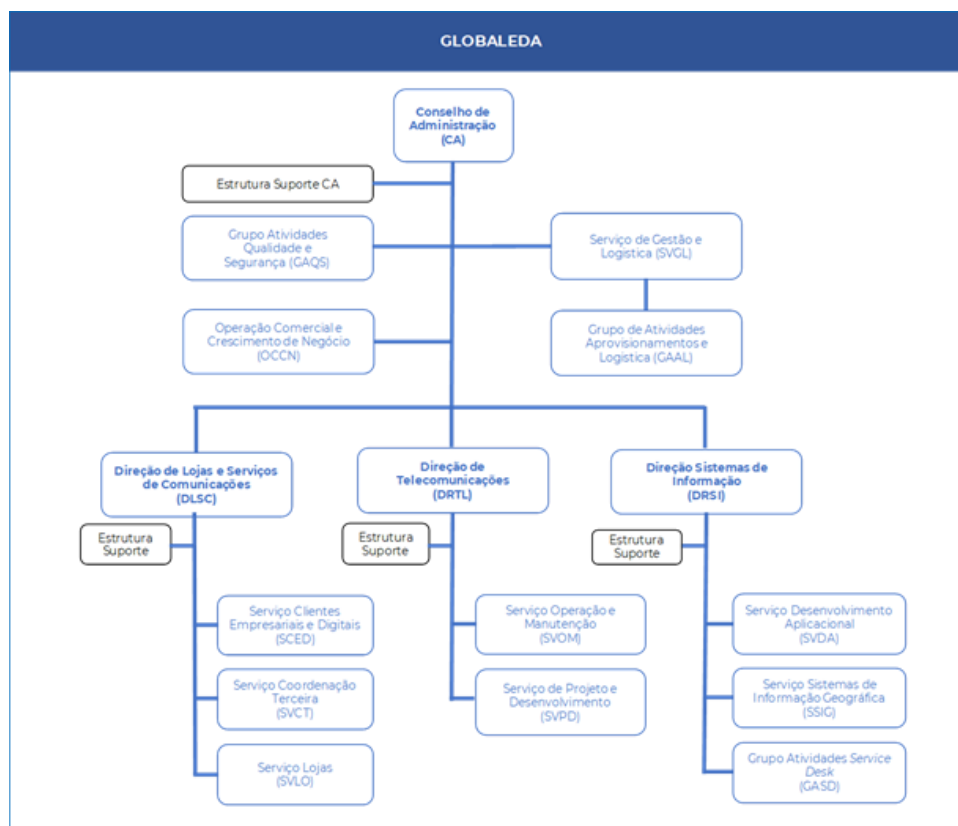 GLOBALEDA
Conselho de
Administração
(CA)
Estrutura Suporte CA
Grupo Atividades
Qualidade e
Segurança (GAQS)
Serviço de Gestão e
Logistica (SVGL)
Operação Comercial e
Crescimento de Negócio
(OCCN)
Grupo de Atividades
Aprovisionamentos e
Logistica (GAAL)
Direção de Lojas e Serviços
de Comunicações
(DLSC)
Direção de
Telecomunicações
(DRTL)
Direção Sistemas de
Informação
(DRSI)
Estrutura
Suporte
Estrutura
Suporte
Estrutura
Suporte
Serviço Clientes
Empresariais e Digitais
(SCED)
Serviço Operação e
Manutenção
(SVOM)
Serviço Desenvolvimento
Aplicacional
(SVDA)
Serviço Coordenação
Terceira
(SVCT)
Serviço de Projeto e
Desenvolvimento
(SVPD)
Serviço Sistemas de
Informação Geográfica
(SSIG)
Serviço Lojas
(SVLO)
Grupo Atividades Service
Desk
(GASD)